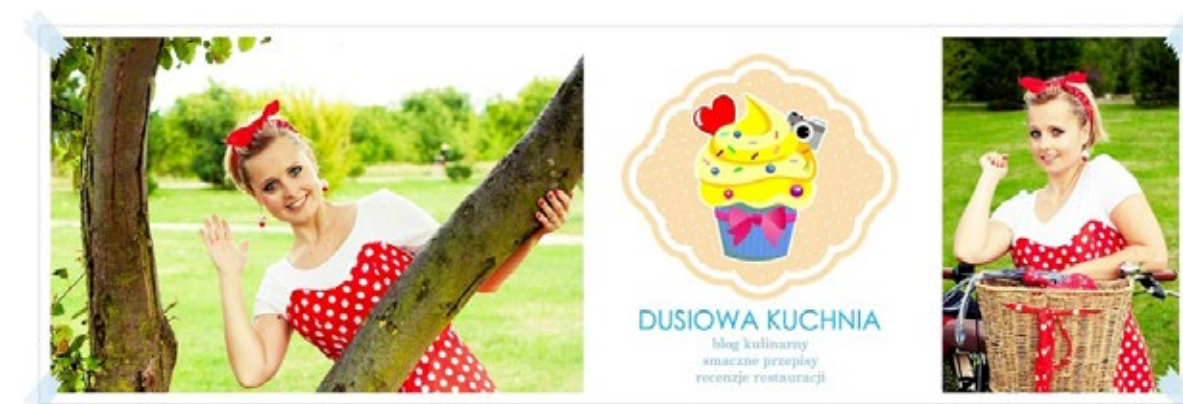 DUSIOWA KUCHNIA
blog kulinarny
smaczne przepisy
recenzje restauracji